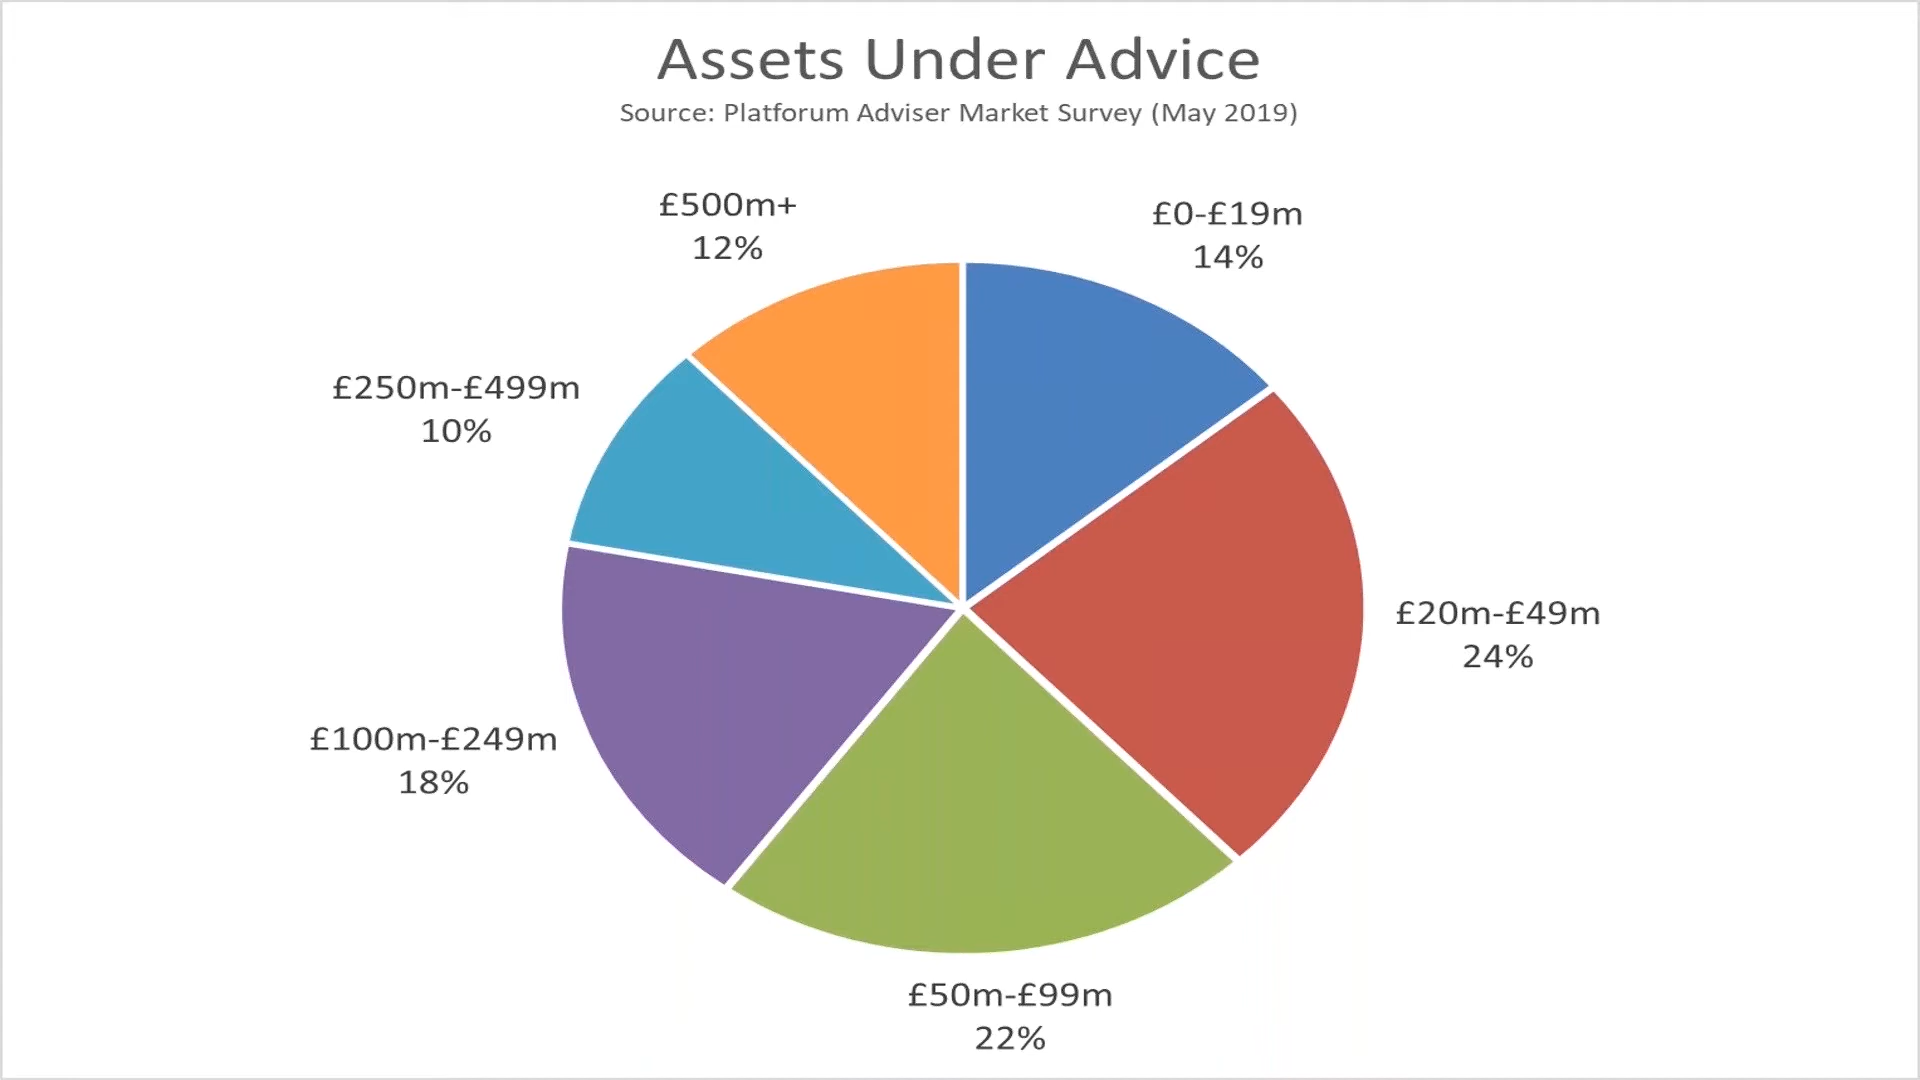 Assets Under Advice
Source: Platforum Adviser Market Survey (May 2019)
£500m+
12%
£0-£19m
14%
£250m-£499m
10%
£20m-£49m
24%
£100m-£249m
18%
£50m-£99m
22%